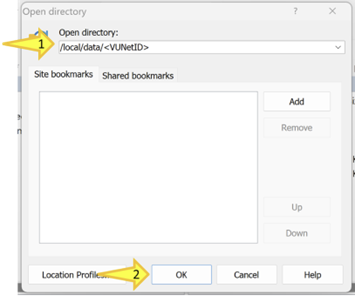 Open directory
? ×
Open directory:
1
/local/data/<VUNetID>
Site bookmarks Shared bookmarks
Add
Remove
Up
Down
Location Profiles... 2 OK Cancel Help